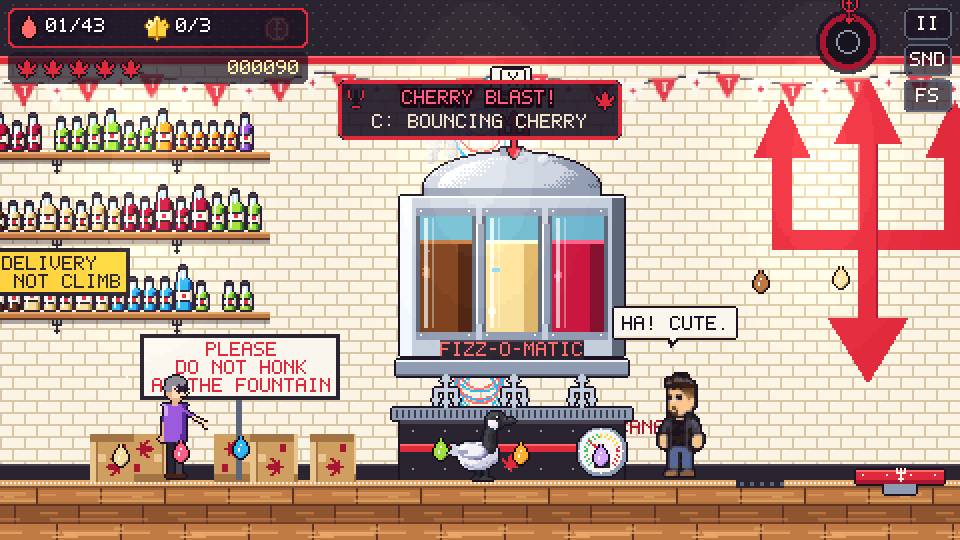 01/43 0/3
II
SND
FS
000090
CHERRY BLAST!
C: BOUNCING CHERRY
DELIVERY
NOT CLIMB
HA! CUTE.
FIZZ-O-MATIC
PLEASE
DO NOT HONK
THE FOUNTAIN